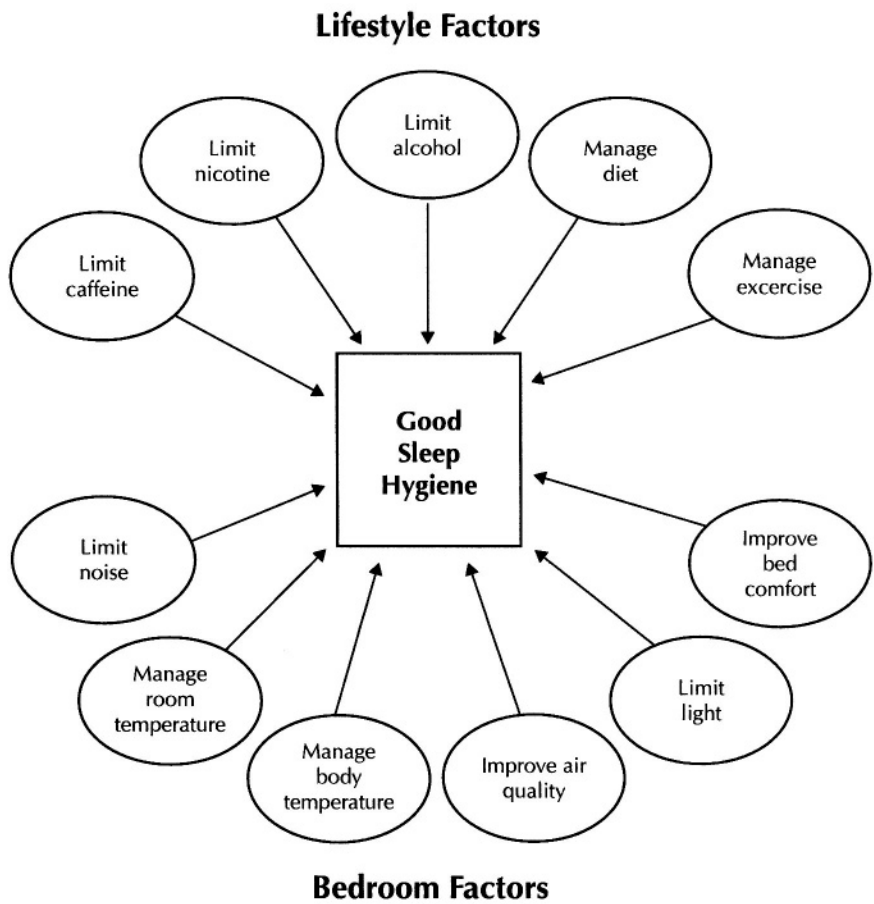 Lifestyle Factors
Limit
alcohol
Limit
nicotine
Manage
diet
Limit
caffeine
Manage
excercise
Good
Sleep
Hygiene
Limit
noise
Improve
bed
comfort
Manage
room
temperature
Limit
light
Manage
body
temperature
Improve air
quality
Bedroom Factors